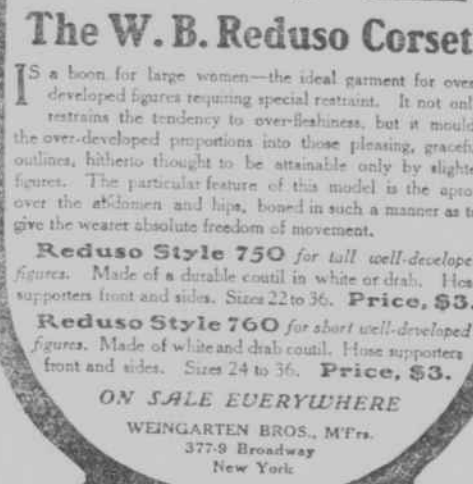 The W. B. Reduso Corset
IS a boon for large women—the ideal garment for over
developed figures requiring special restraint. It not onl
restrains the tendency to over-fleshiness, but it mould
the over-developed proportions into those pleasing, gracefu
outlines, hitherto thought to be attainable only by slighte
figures. The particular feature of this model is the apro
over the abdomen and hips, boned in such a manner as to
give the wearer absolute freedom of movement.
Reduso Style 750 for tall well-develope
figures. Made of a durable coutil in white or drab. Hose
supporters front and sides. Sizes 22 to 36. Price, $3.
Reduso Style 760 for short well-developed
figures. Made of white and drab coutil. Hose supporters
front and sides. Sizes 24 to 36. Price, $3.
ON SALE EVERYWHERE
WEINGARTEN BROS., M'f'rs.
377-9 Broadway
New York